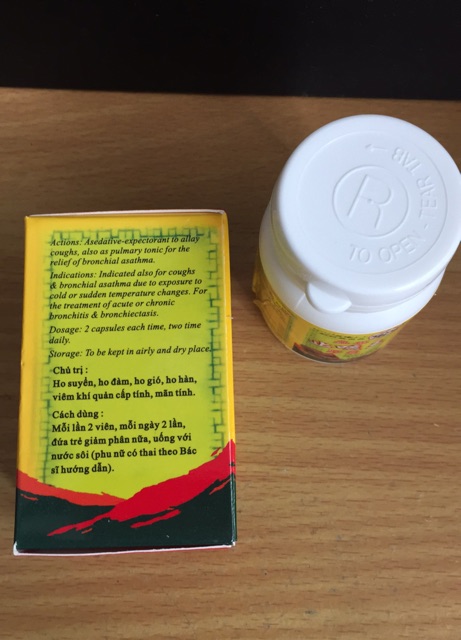 Actions: Asedative-expectorant to allay
coughs, also as pulmary tonic for the
relief of bronchial asathma.
Indications: Indicated also for coughs
& bronchial asathma due to exposure to
cold or sudden temperature changes. For
the treatment of acute or chronic
bronchitis & bronchiectasis.
Dosage: 2 capsules each time, two time
daily.
Storage: To be kept in airly and dry place.
Chủ trị :
Ho suyển, ho đàm, ho gió, ho hàn,
viêm khí quản cấp tính, mãn tính.
Cách dùng :
Mỗi lần 2 viên, mỗi ngày 2 lần,
đứa trẻ giảm phân nữa, uống với
nước sôi (phu nữ có thai theo Bác
sĩ hướng dẫn).
R
TO OPEN - TEAR TAB